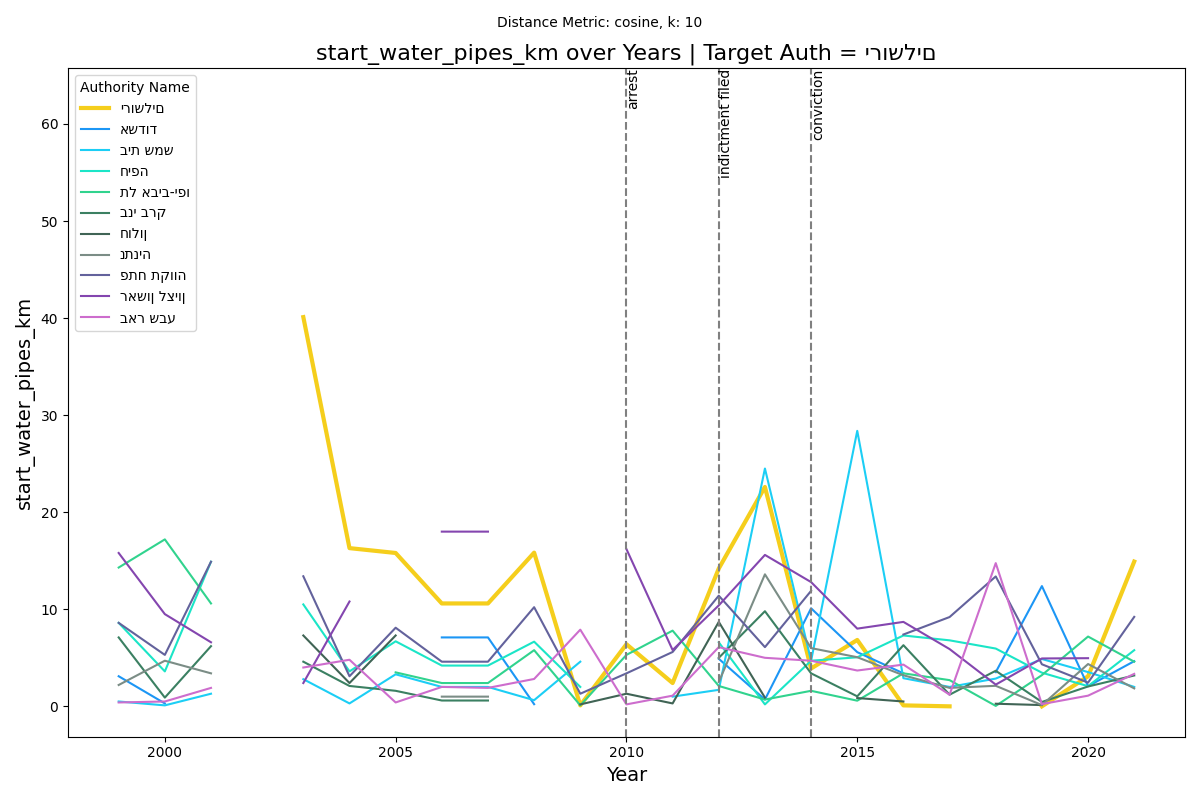 Distance Metric: cosine, k: 10
start_water_pipes_km over Years | Target Auth = ירושלים
Authority Name
ירושלים
אשדוד
בית שמש
חיפה
תל אביב-יפו
בני ברק
חולון
נתניה
פתח תקווה
ראשון לציון
באר שבע
arrest
indictment filed
conviction
start_water_pipes_km
60
50
40
30
20
10
0
2000
2005
2010
2015
2020
Year